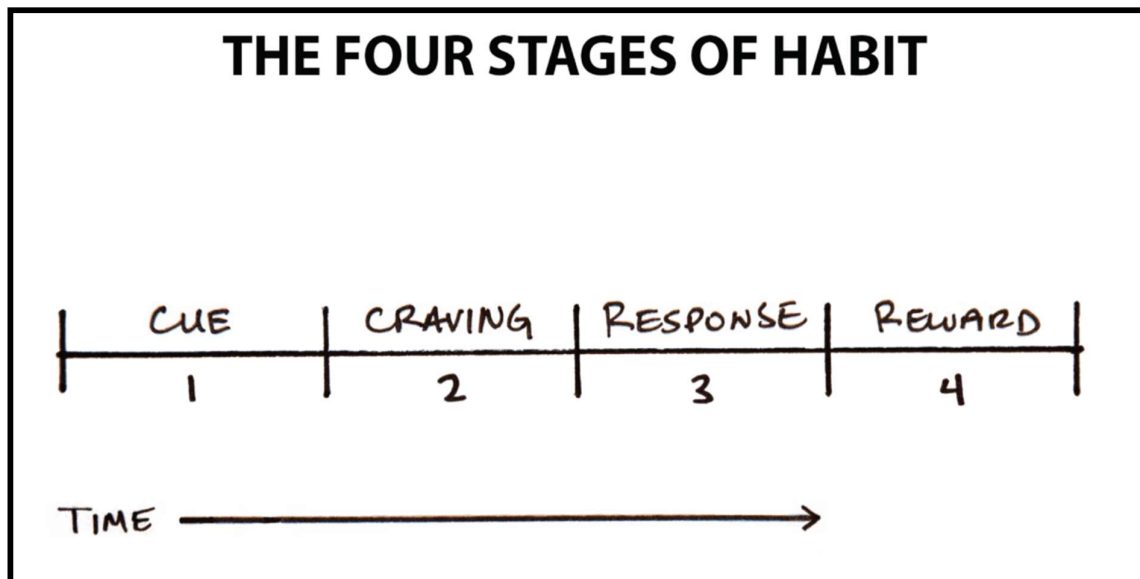 THE FOUR STAGES OF HABIT
CUE CRAVING RESPONSE REWARD
1 2 3 4
TIME